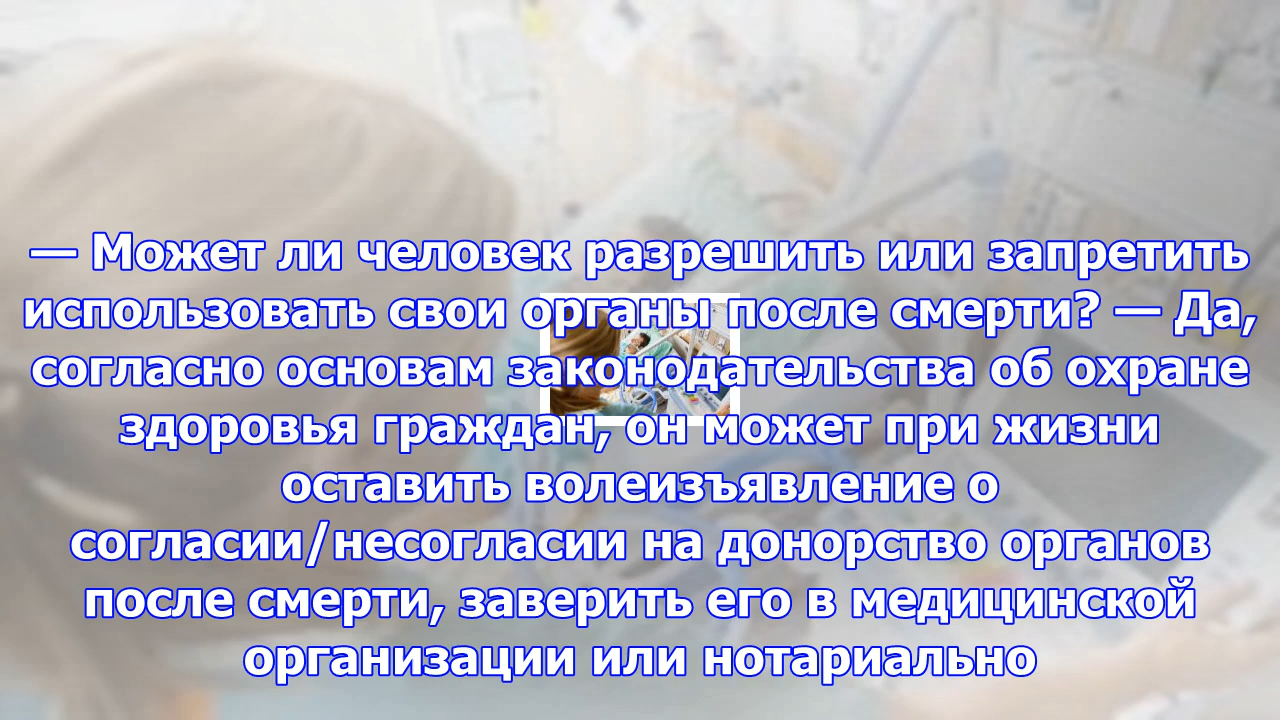 — Может ли человек разрешить или запретить
использовать свои органы после смерти? — Да,
согласно основам законодательства об охране
здоровья граждан, он может при жизни
оставить волеизъявление о
согласии/несогласии на донорство органов
после смерти, заверить его в медицинской
организации или нотариально